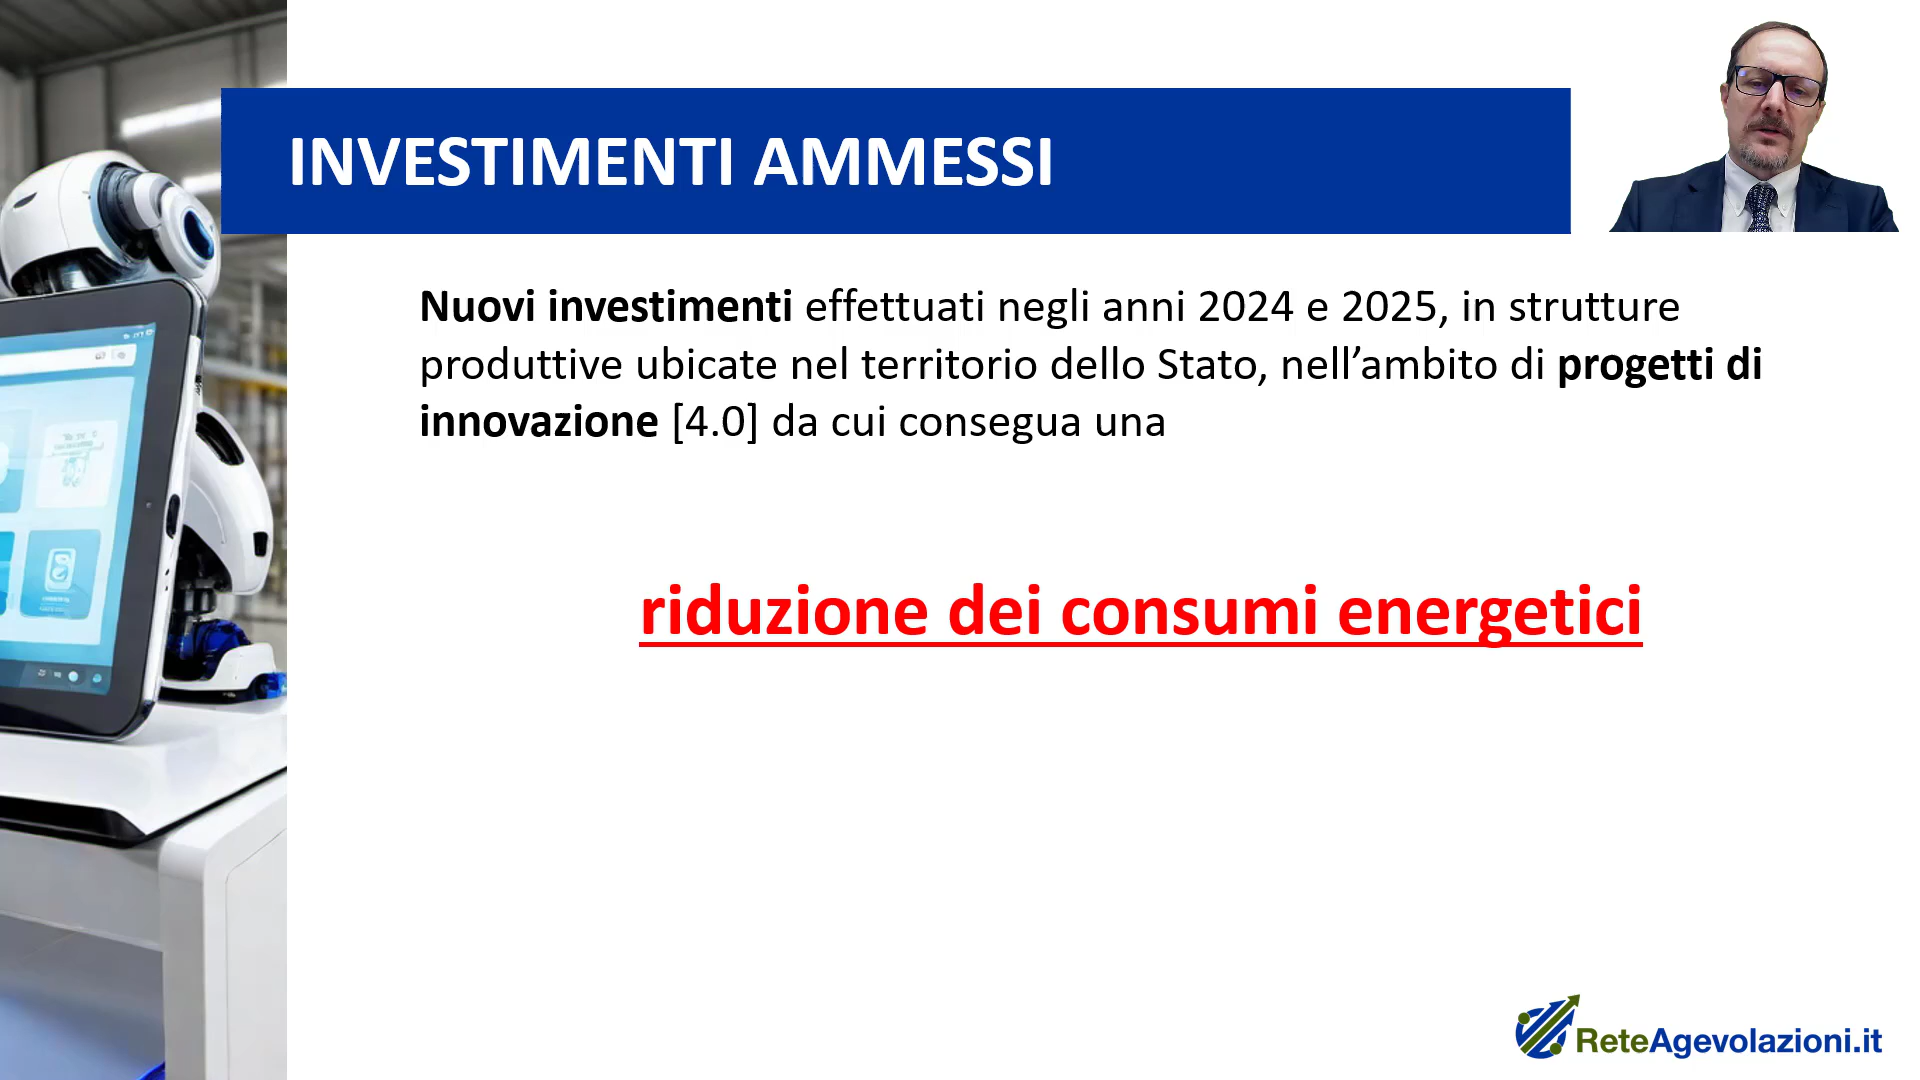 INVESTIMENTI AMMESSI
Nuovi investimenti effettuati negli anni 2024 e 2025, in strutture
produttive ubicate nel territorio dello Stato, nell’ambito di progetti di
innovazione [4.0] da cui consegua una
riduzione dei consumi energetici
ReteAgevolazioni.it